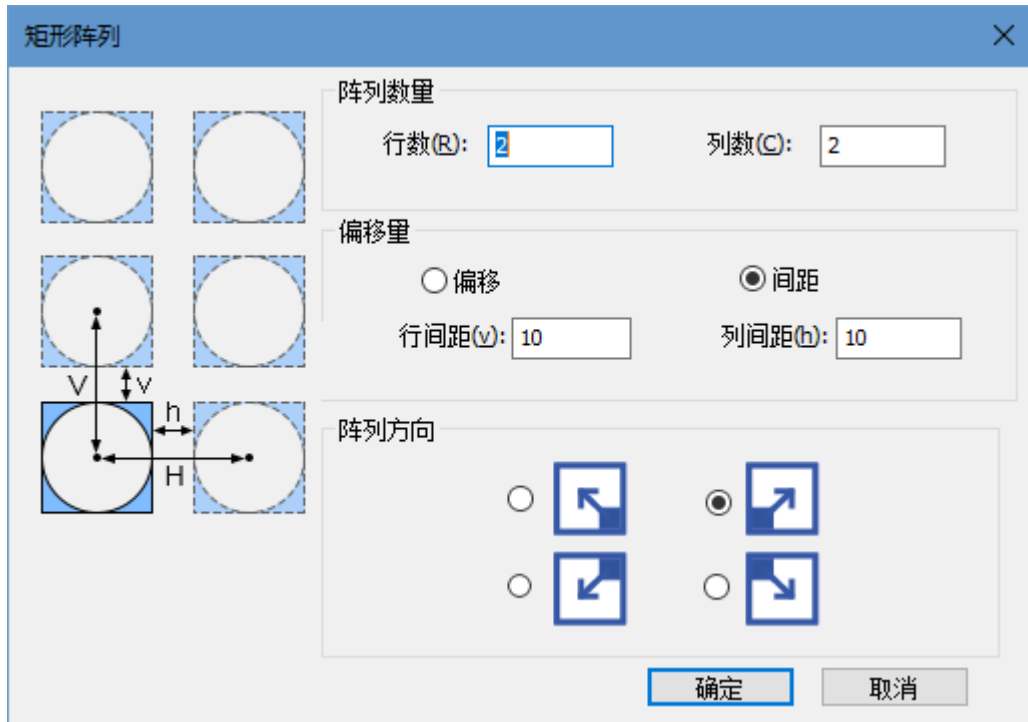 矩形阵列
阵列数量
行数(R): 2 列数(C): 2
偏移量
偏移 间距
行间距(v): 10 列间距(h): 10
V v
h
H
阵列方向
确定 取消